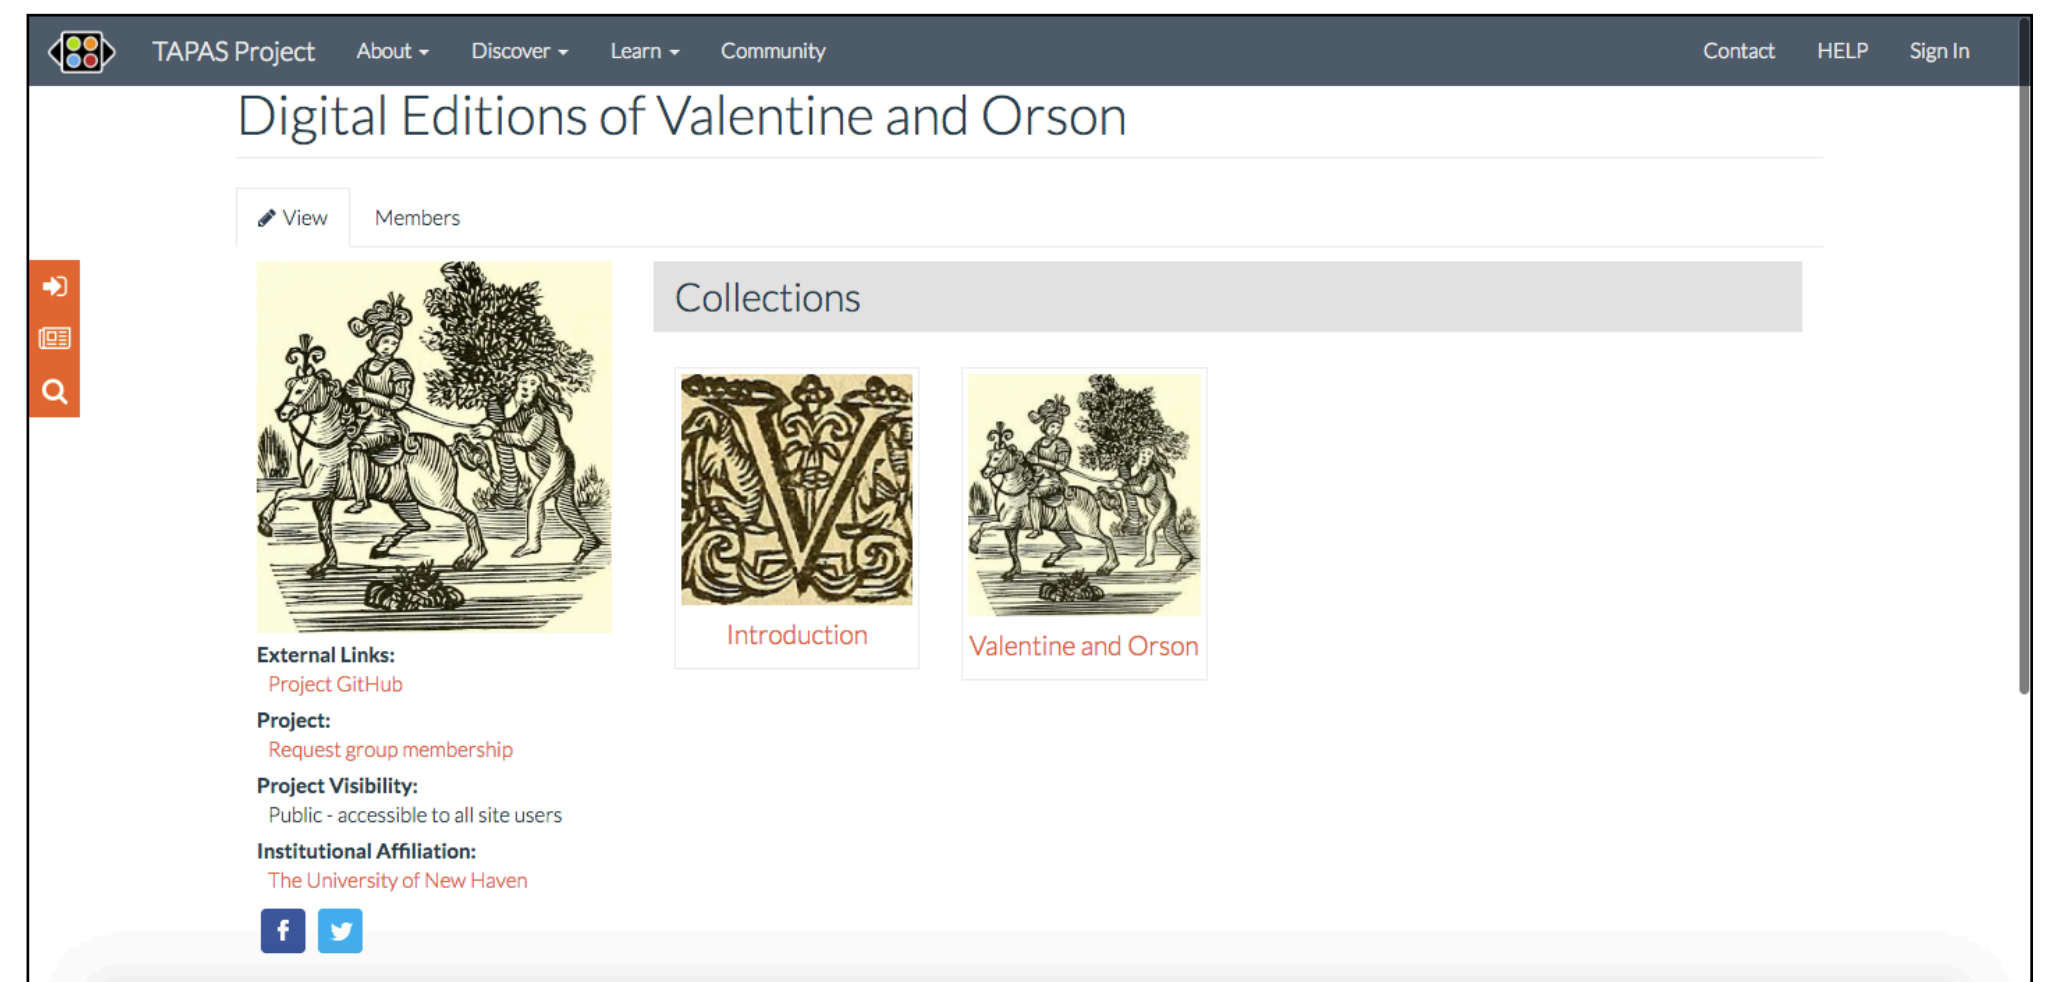 TAPAS Project About Discover Learn Community Contact HELP Sign In
Digital Editions of Valentine and Orson
View Members
Collections
Introduction
Valentine and Orson
External Links:
Project GitHub
Project:
Request group membership
Project Visibility:
Public - accessible to all site users
Institutional Affiliation:
The University of New Haven